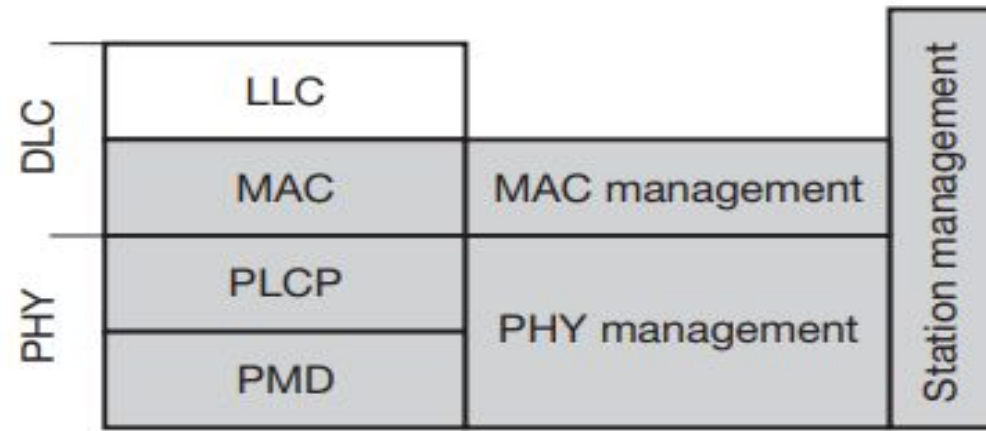 DLC
LLC
MAC
MAC management
PHY
PLCP
PMD
PHY management
Station management